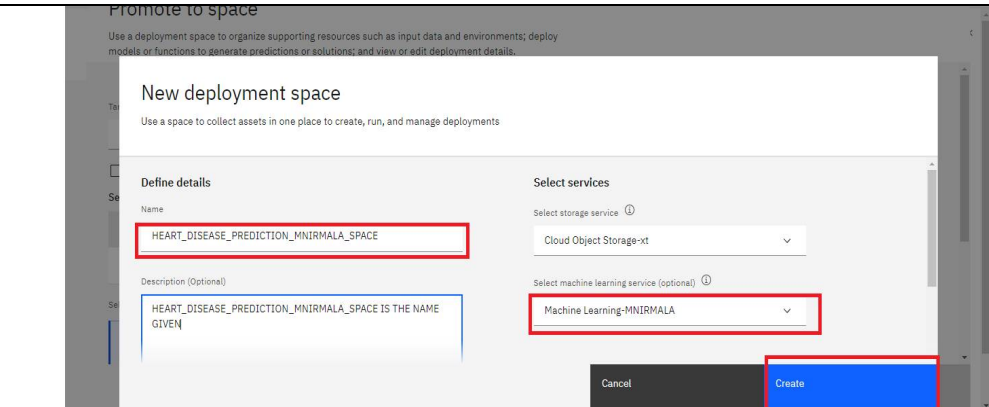 Promote to space
Use a deployment space to organize supporting resources such as input data and environments; deploy
models or functions to generate predictions or solutions; and view or edit deployment details.
New deployment space
Use a space to collect assets in one place to create, run, and manage deployments
Define details
Name
HEART_DISEASE_PREDICTION_MNIRMALA_SPACE
Description (Optional)
HEART_DISEASE_PREDICTION_MNIRMALA_SPACE IS THE NAME
GIVEN
Select services
Select storage service
Cloud Object Storage-xt
Select machine learning service (optional)
Machine Learning-MNIRMALA
Cancel
Create